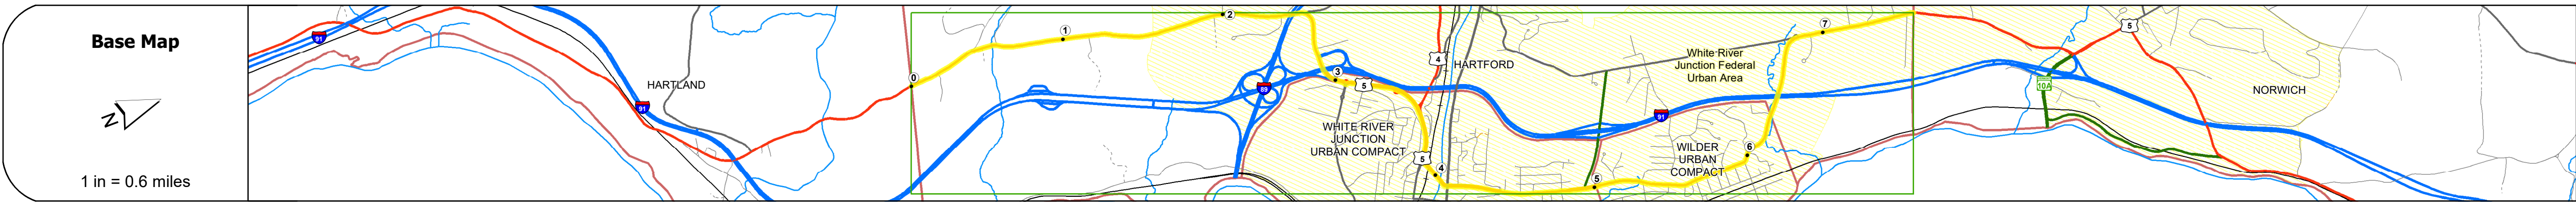 Base Map
N
1 in = 0.6 miles
91
HARTLAND
91
0
1
2
89
3
5
WHITE RIVER
JUNCTION
URBAN COMPACT
4
HARTFORD
5
4
5
White River
Junction Federal
Urban Area
91
WILDER
URBAN
COMPACT
6
7
10A
5
NORWICH